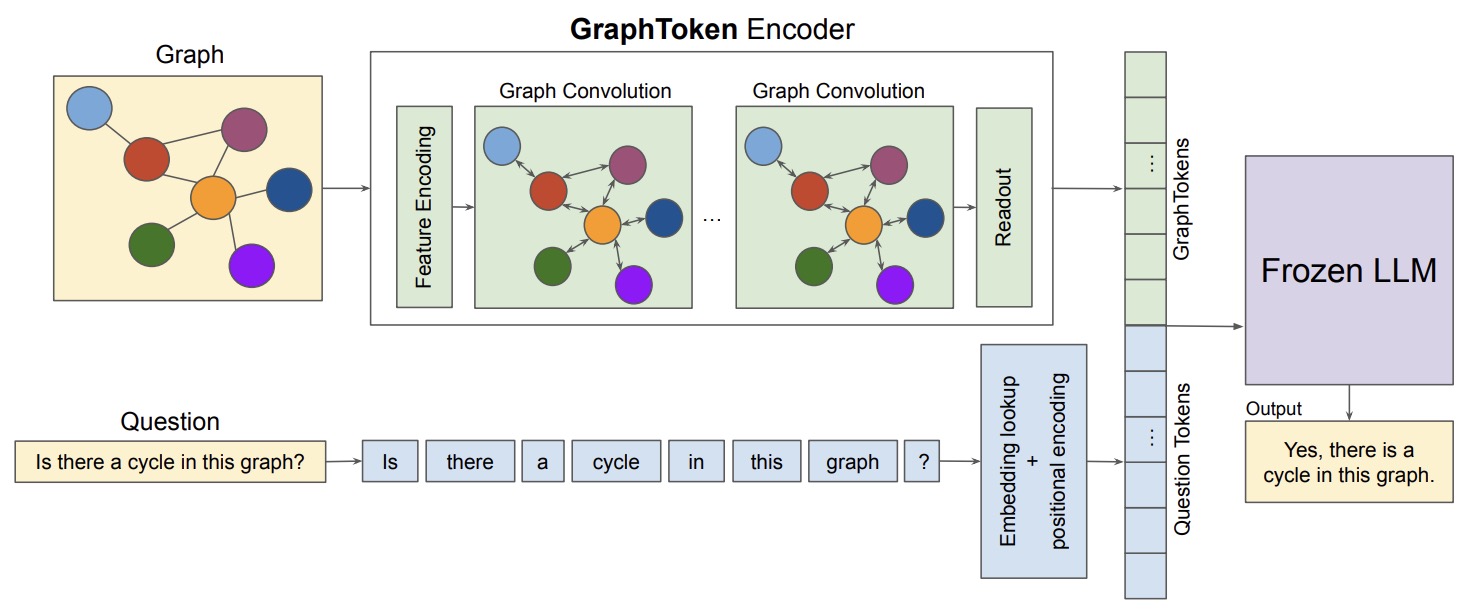 GraphToken Encoder
Graph
Graph Convolution
Graph Convolution
Feature Encoding
...
Readout
...
GraphTokens
Frozen LLM
Question
Is there a cycle in this graph?
Is
there
a
cycle
in
this
graph
?
Embedding lookup
+
positional encoding
...
Question Tokens
Output
Yes, there is a
cycle in this graph.